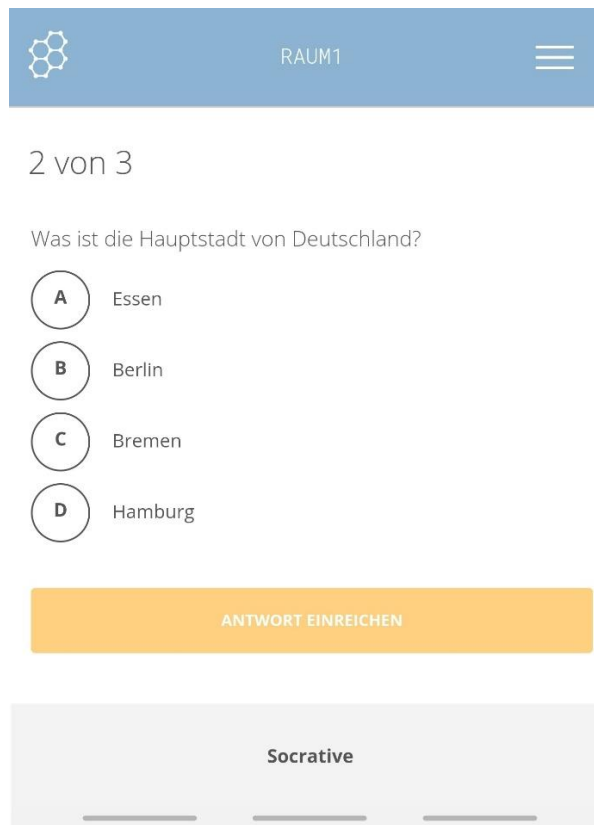 RAUM1
2 von 3
Was ist die Hauptstadt von Deutschland?
A Essen
B Berlin
C Bremen
D Hamburg
ANTWORT EINREICHEN
Socrative